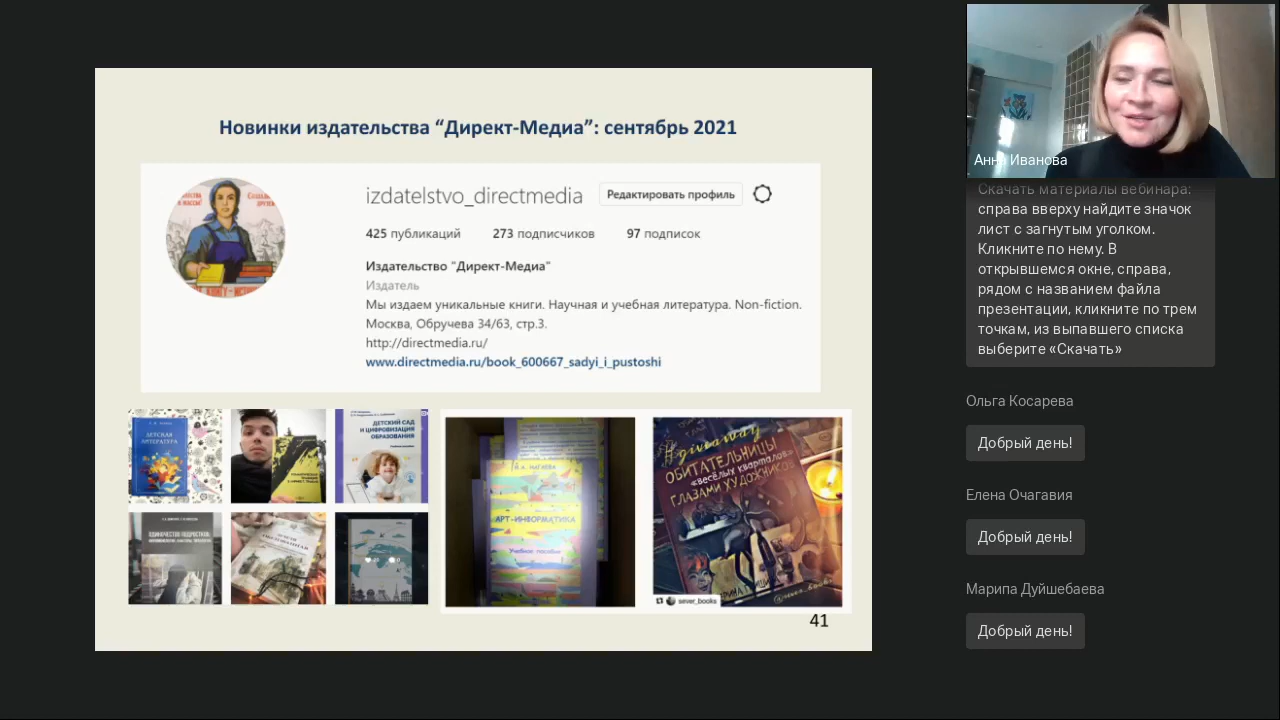 Новинки издательства “Директ-Медиа”: сентябрь 2021
izdatelstvo_directmedia
Редактировать профиль
425 публикаций 273 подписчиков 97 подписок
Издательство "Директ-Медиа"
Издатель
Мы издаем уникальные книги. Научная и учебная литература. Non-fiction.
Москва, Обручева 34/63, стр.3.
http://directmedia.ru/
www.directmedia.ru/book_600667_sadyi_i_pustoshi
ДЕТСКАЯ
ЛИТЕРАТУРА
ДЕТСКИЙ САД
И ЦИФРОВИЗАЦИЯ
ОБРАЗОВАНИЯ
ОДИНОЧЕСТВО ПОДРОСТКОВ:
АРТ-ИНФОРМАТИКА
Учебное пособие
#giveaway
ОБИТАТЕЛЬНИЦЫ
«весёлых кварталов»
ГЛАЗАМИ ХУДОЖНИКОВ
sever_books
41
Анна Иванова
Скачать материалы вебинара:
справа вверху найдите значок
лист с загнутым уголком.
Кликните по нему. В
открывшемся окне, справа,
рядом с названием файла
презентации, кликните по трем
точкам, из выпавшего списка
выберите «Скачать»
Ольга Косарева
Добрый день!
Елена Очагавия
Добрый день!
Марипа Дуйшебаева
Добрый день!